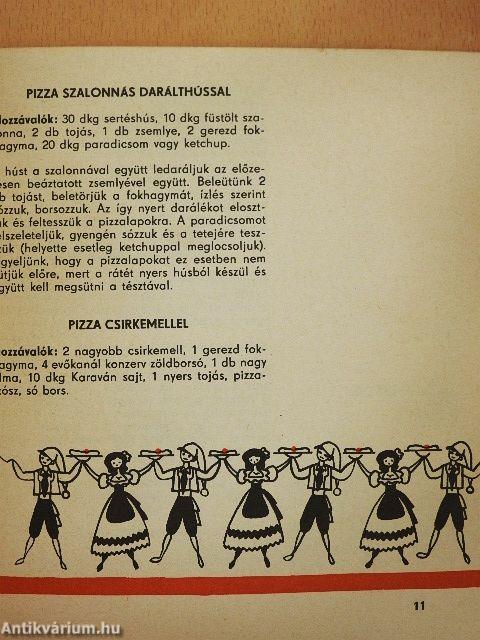 PIZZA SZALONNÁS DARÁLTHÚSSAL
ozzávalók: 30 dkg sertéshús, 10 dkg füstölt sza-
onna, 2 db tojás, 1 db zsemlye, 2 gerezd fok-
agyma, 20 dkg paradicsom vagy ketchup.
húst a szalonnával együtt ledaráljuk az előze-
esen beáztatott zsemlyével együtt. Beleütünk 2
b tojást, beletörjük a fokhagymát, ízlés szerint
ózzuk, borsozzuk. Az így nyert darálékot eloszt-
uk és feltesszük a pizzalapokra. A paradicsomot
elszeleteljük, gyengén sózzuk és a tetejére tesz-
zük (helyette esetleg ketchuppal meglocsoljuk).
gyeljünk, hogy a pizzalapokat ez esetben nem
ütjük előre, mert a rátét nyers húsból készül és
gyütt kell megsütni a tésztával.
PIZZA CSIRKEMELLEL
ozzávalók: 2 nagyobb csirkemell, 1 gerezd fok-
agyma, 4 evőkanál konzerv zöldborsó, 1 db nagy
lma, 10 dkg Karaván sajt, 1 nyers tojás, pizza-
zósz, só bors.
11
Antikvárium.hu